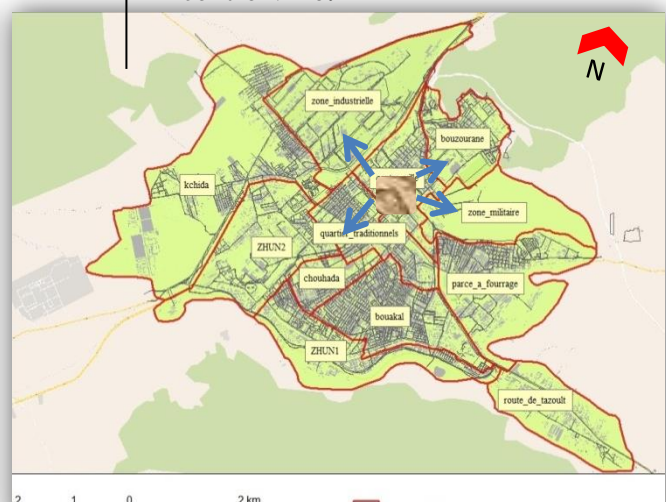 N
zone_industrielle
bouzourane
kchida
zone_militaire
quartier_traditionnels
ZHUN2
chouhada
parce_a_fourrage
bouakal
ZHUN1
route_de_tazoult
2 1 0 2 km